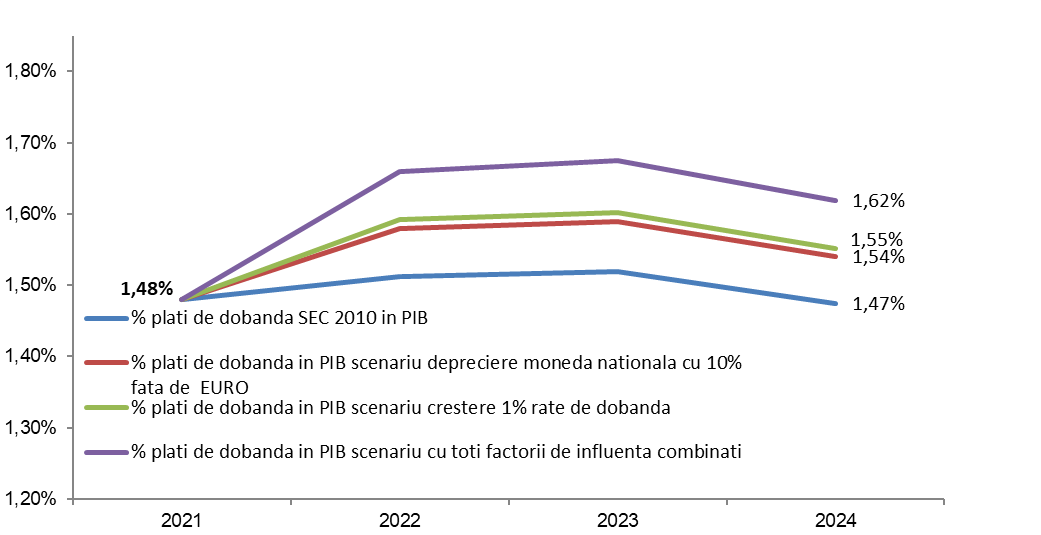 1,80%
1,70%
1,60%
1,50%
1,40%
1,30%
1,20%
1,48%
1,62%
1,55%
1,54%
1,47%
% plati de dobanda SEC 2010 in PIB
% plati de dobanda in PIB scenariu depreciere moneda nationala cu 10%
fata de EURO
% plati de dobanda in PIB scenariu crestere 1% rate de dobanda
% plati de dobanda in PIB scenariu cu toti factorii de influenta combinati
2021 2022 2023 2024